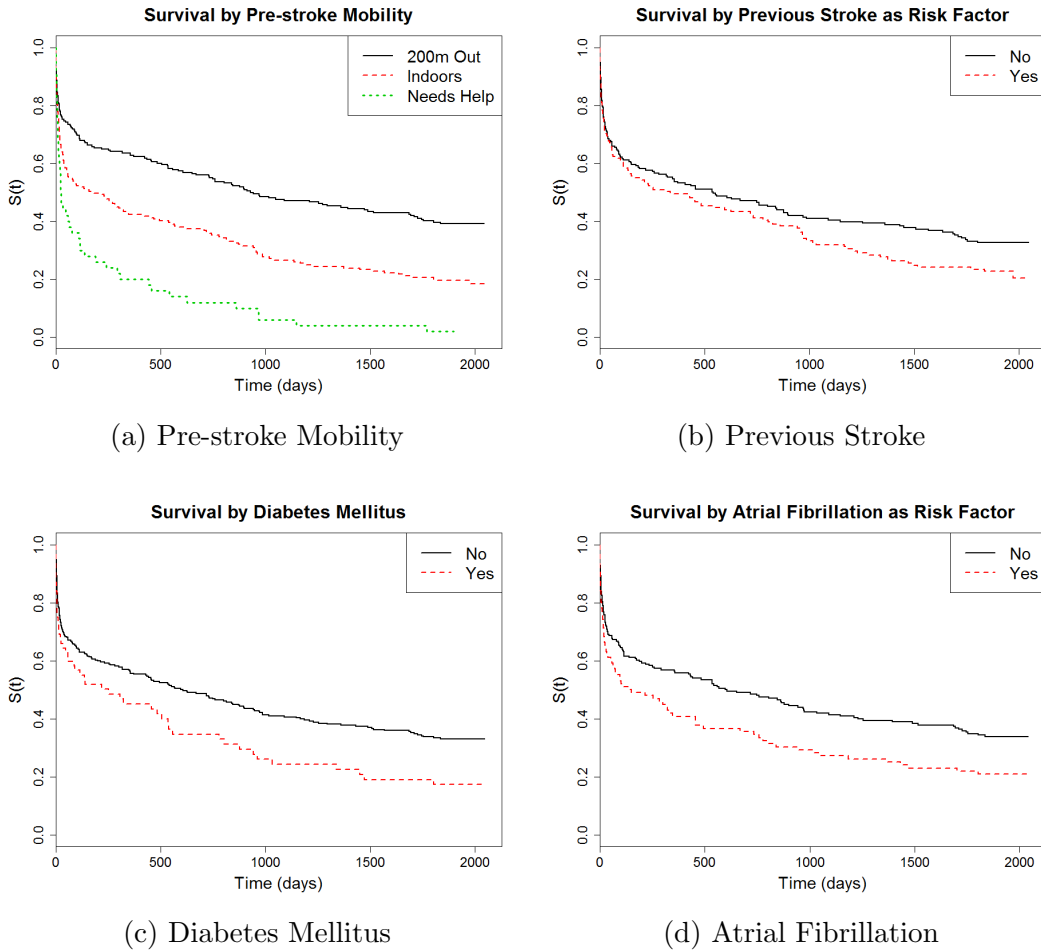 Survival by Pre-stroke Mobility
200m Out
Indoors
Needs Help
S(t)
1.0
0.8
0.6
0.4
0.2
0.0
0 500 1000 1500 2000
Time (days)
(a) Pre-stroke Mobility
Survival by Previous Stroke as Risk Factor
No
Yes
S(t)
1.0
0.8
0.6
0.4
0.2
0.0
0 500 1000 1500 2000
Time (days)
(b) Previous Stroke
Survival by Diabetes Mellitus
No
Yes
S(t)
1.0
0.8
0.6
0.4
0.2
0.0
0 500 1000 1500 2000
Time (days)
(c) Diabetes Mellitus
Survival by Atrial Fibrillation as Risk Factor
No
Yes
S(t)
1.0
0.8
0.6
0.4
0.2
0.0
0 500 1000 1500 2000
Time (days)
(d) Atrial Fibrillation